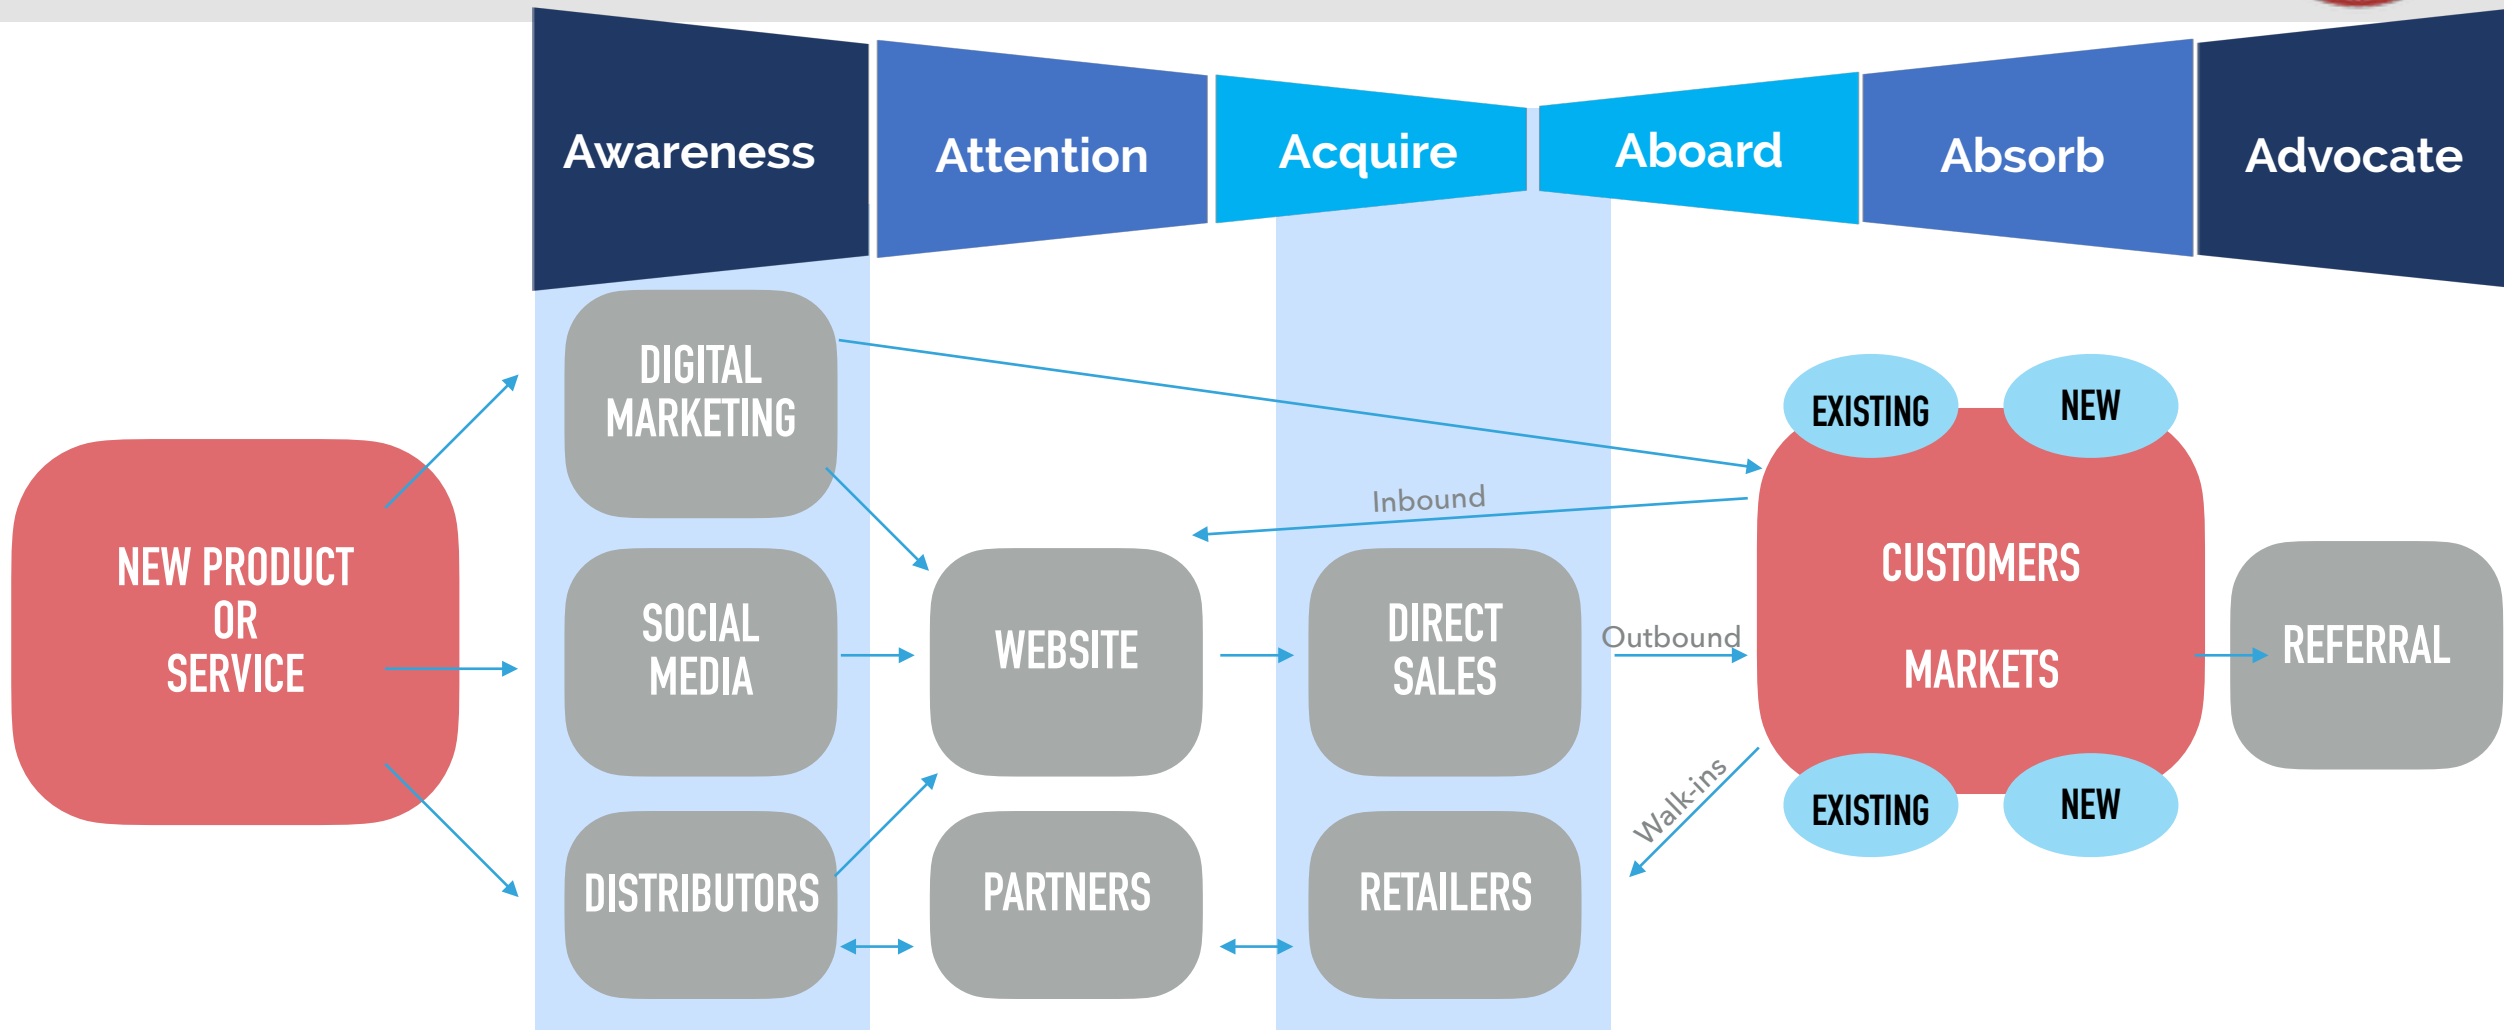 Awareness
Attention
Acquire
Aboard
Absorb
Advocate
NEW PRODUCT
OR
SERVICE
DIGITAL
MARKETING
SOCIAL
MEDIA
DISTRIBUTORS
WEBSITE
PARTNERS
Inbound
DIRECT
SALES
RETAILERS
Outbound
Walk-ins
EXISTING
NEW
CUSTOMERS
MARKETS
EXISTING
NEW
REFERRAL